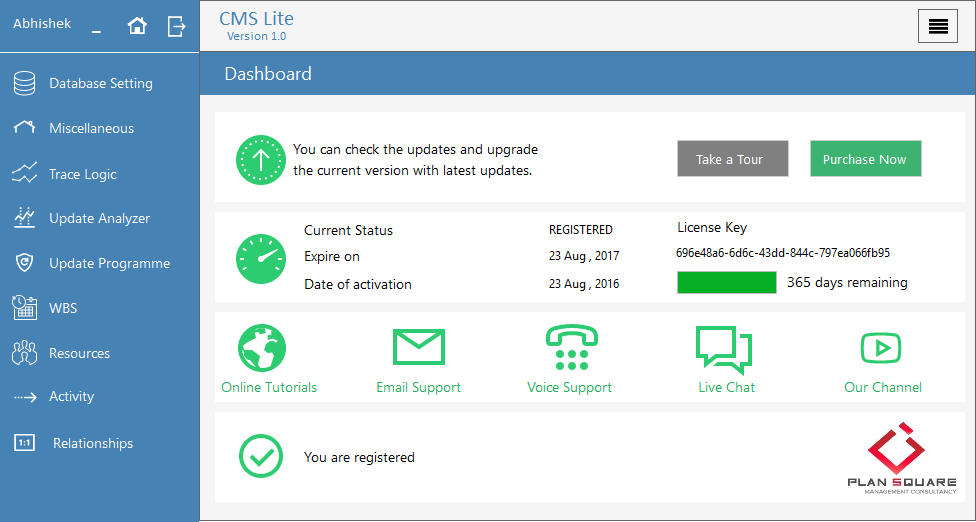 Abhishek
CMS Lite
Version 1.0
Dashboard
Database Setting
Miscellaneous
Trace Logic
Update Analyzer
Update Programme
WBS
Resources
Activity
1:1 Relationships
You can check the updates and upgrade
the current version with latest updates.
Take a Tour
Purchase Now
Current Status REGISTERED
Expire on 23 Aug , 2017
Date of activation 23 Aug , 2016
License Key
696e48a6-6d6c-43dd-844c-797ea066fb95
365 days remaining
Online Tutorials
Email Support
Voice Support
Live Chat
Our Channel
You are registered
PLAN SQUARE
MANAGEMENT CONSULTANCY